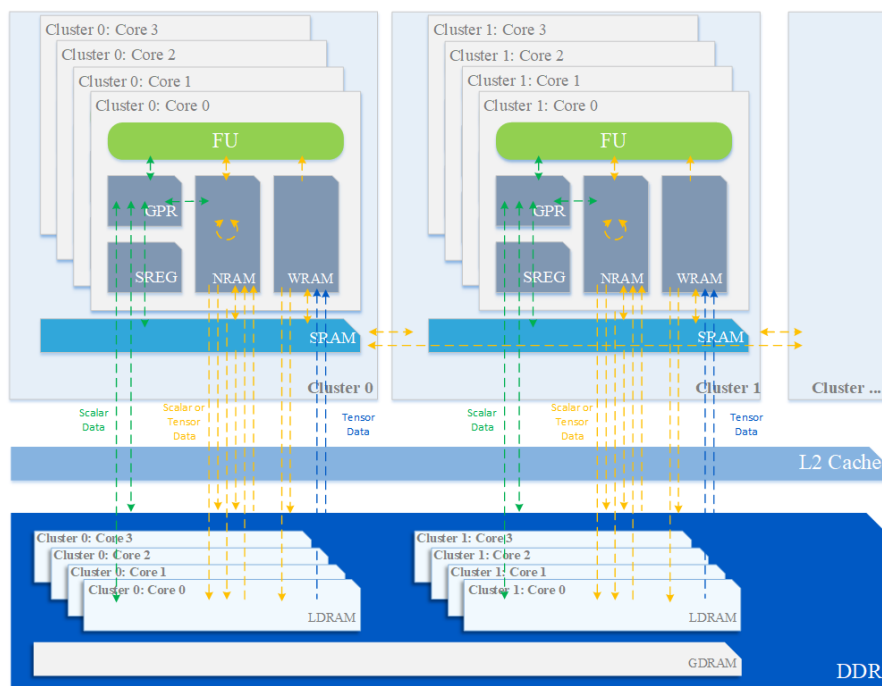 Cluster 0: Core 3
Cluster 0: Core 2
Cluster 0: Core 1
Cluster 0: Core 0
FU
GPR
SREG
NRAM
WRAM
SRAM
Cluster 0
Cluster 1: Core 3
Cluster 1: Core 2
Cluster 1: Core 1
Cluster 1: Core 0
FU
GPR
SREG
NRAM
WRAM
SRAM
Cluster 1
Cluster ...
Scalar
Data
Scalar or
Tensor
Data
Tensor
Data
Scalar
Data
Scalar or
Tensor
Data
Tensor
Data
L2 Cache
Cluster 0: Core 3
Cluster 0: Core 2
Cluster 0: Core 1
Cluster 0: Core 0
LDRAM
Cluster 1: Core 3
Cluster 1: Core 2
Cluster 1: Core 1
Cluster 1: Core 0
LDRAM
GDRAM
DDR